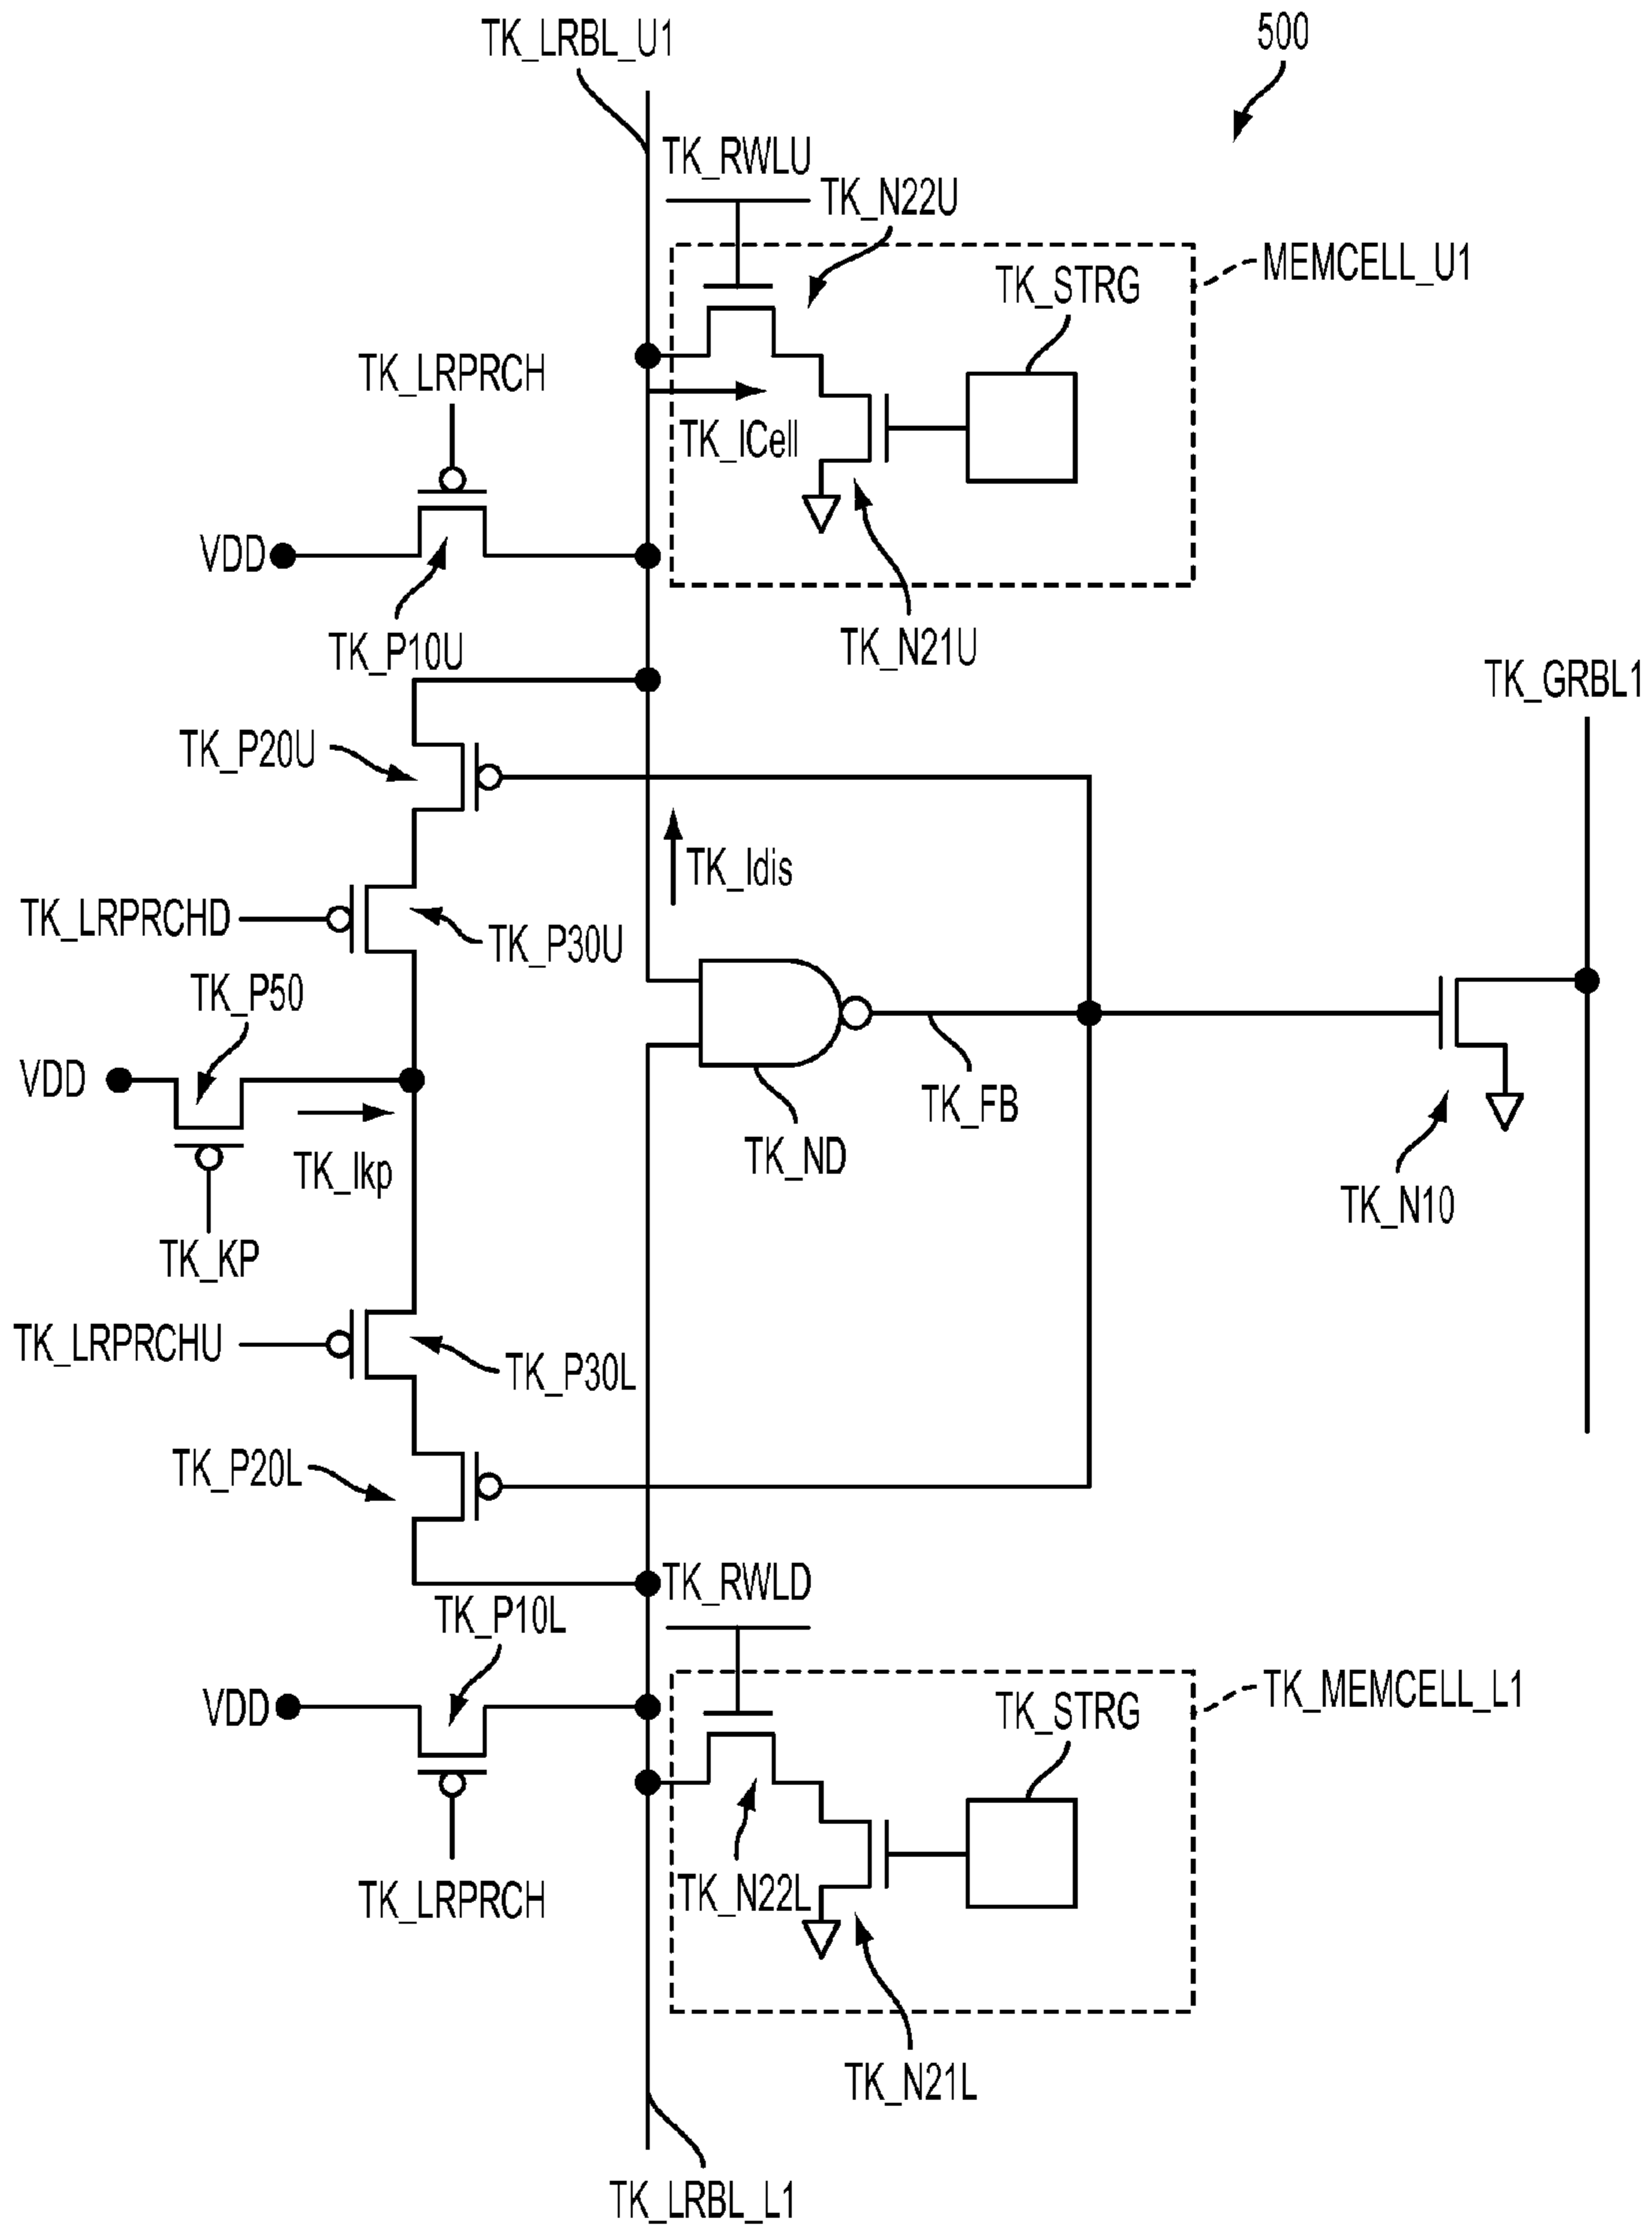 500
TK_LRBL_U1
TK_RWLU
TK_N22U
MEMCELL_U1
TK_STRG
TK_LRPRCH
TK_ICell
VDD
TK_P10U
TK_N21U
TK_GRBL1
TK_P20U
TK_Idis
TK_LRPRCHD
TK_P30U
TK_P50
VDD
TK_FB
TK_ND
TK_Ikp
TK_N10
TK_KP
TK_LRPRCHU
TK_P30L
TK_P20L
TK_RWLD
TK_P10L
TK_MEMCELL_L1
VDD
TK_STRG
TK_N22L
TK_LRPRCH
TK_N21L
TK_LRBL_L1